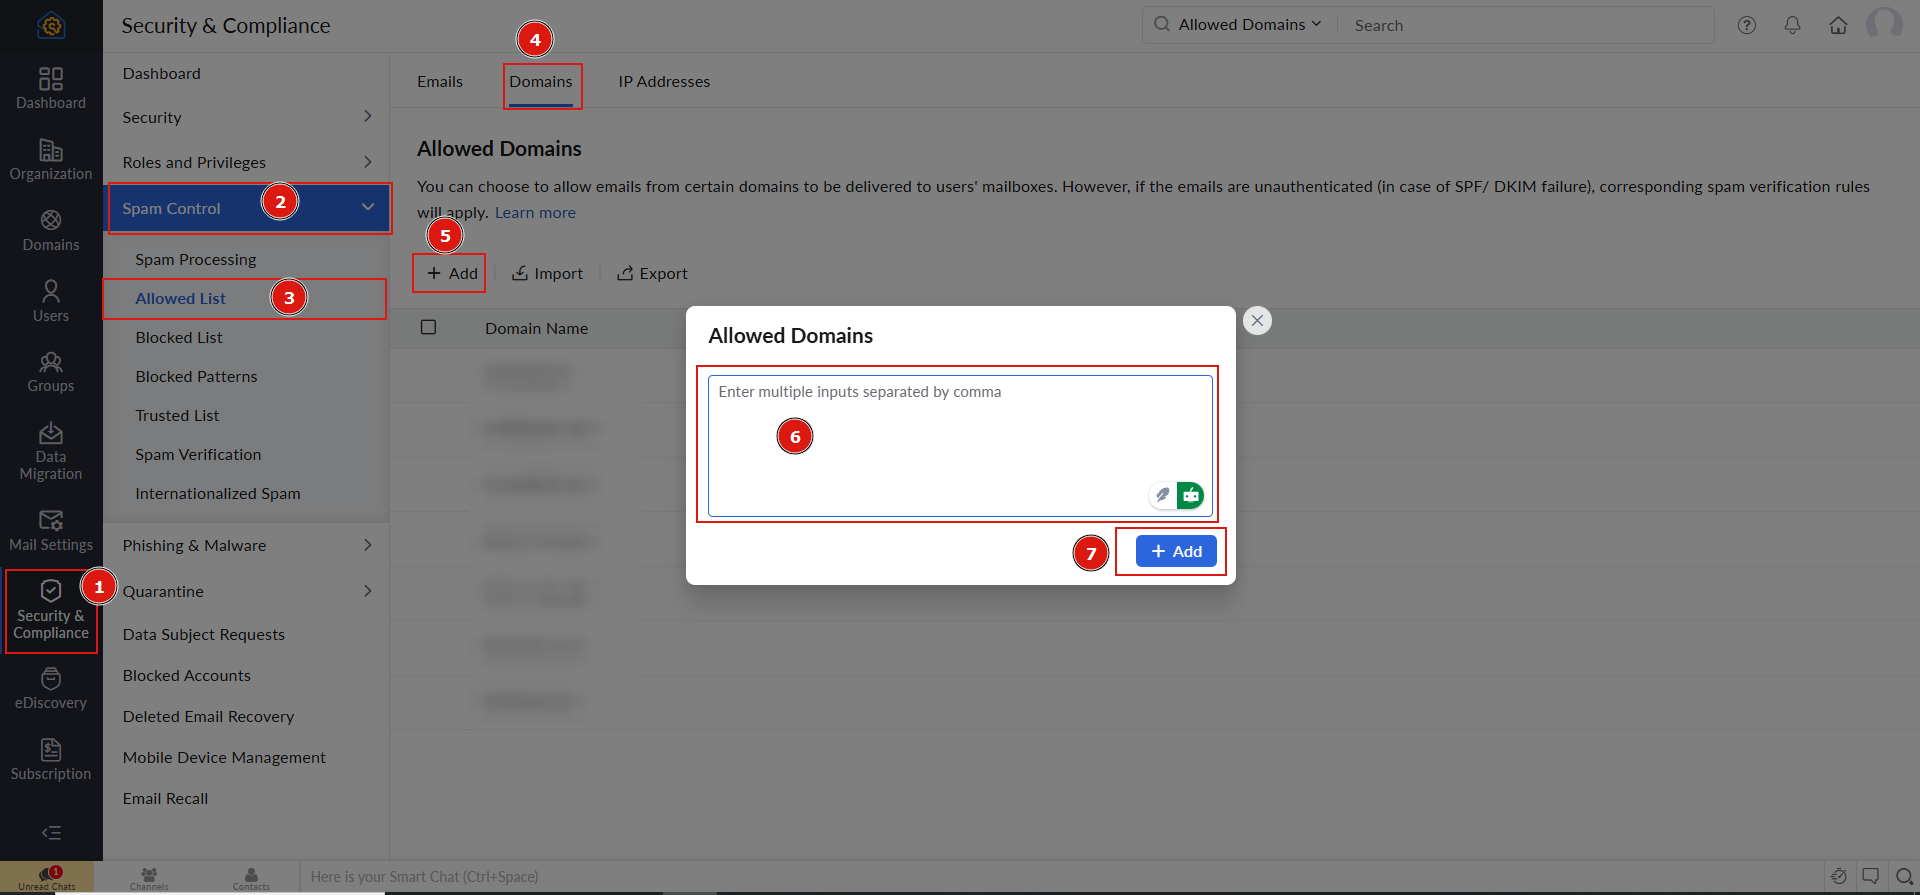 Security & Compliance
Allowed Domains
Search
4
Dashboard
Organization
Domains
Users
Groups
Data
Migration
Mail Settings
1
Security &
Compliance
eDiscovery
Subscription
Dashboard
Security
Roles and Privileges
Spam Control
2
Spam Processing
Allowed List
3
Blocked List
Blocked Patterns
Trusted List
Spam Verification
Internationalized Spam
Phishing & Malware
Quarantine
Data Subject Requests
Blocked Accounts
Deleted Email Recovery
Mobile Device Management
Email Recall
Emails
Domains
IP Addresses
Allowed Domains
You can choose to allow emails from certain domains to be delivered to users' mailboxes. However, if the emails are unauthenticated (in case of SPF/ DKIM failure), corresponding spam verification rules
will apply. Learn more
5
+ Add
Import
Export
Domain Name
Allowed Domains
Enter multiple inputs separated by comma
6
7
+ Add
1
Unread Chats
Channels
Contacts
Here is your Smart Chat (Ctrl+Space)